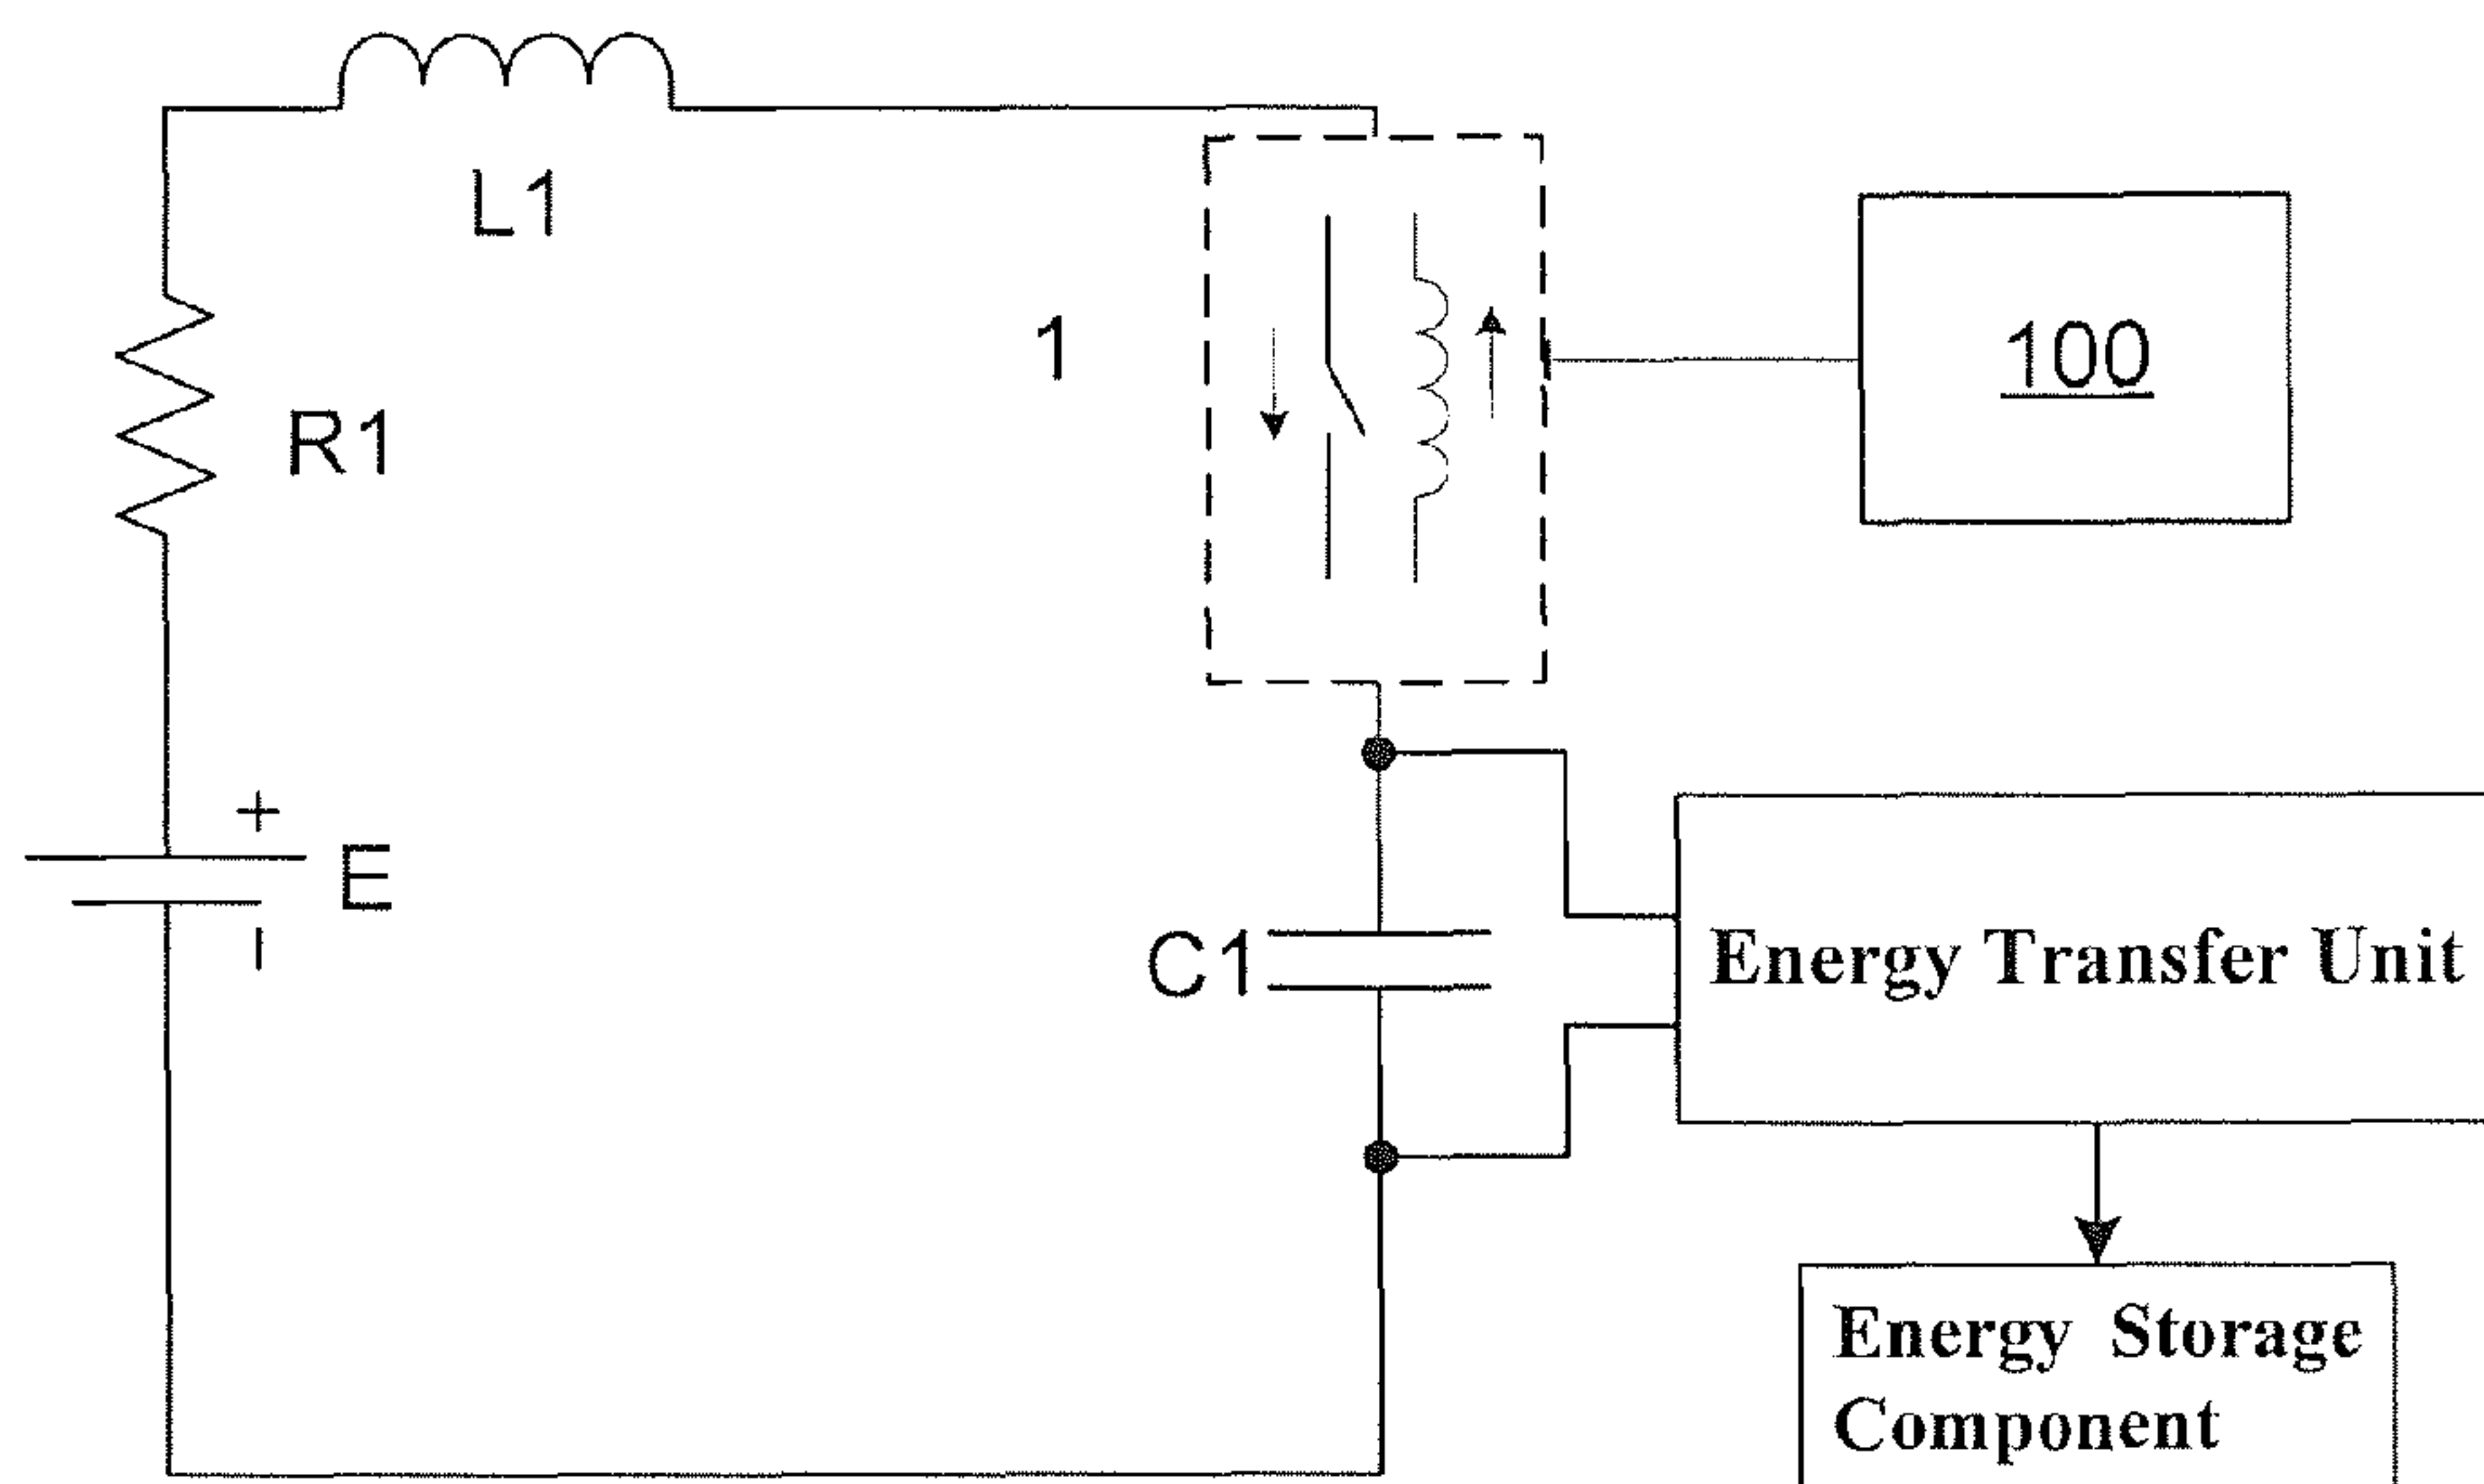 L1
1
100
R1
+
E
-
C1
Energy Transfer Unit
Energy Storage
Component